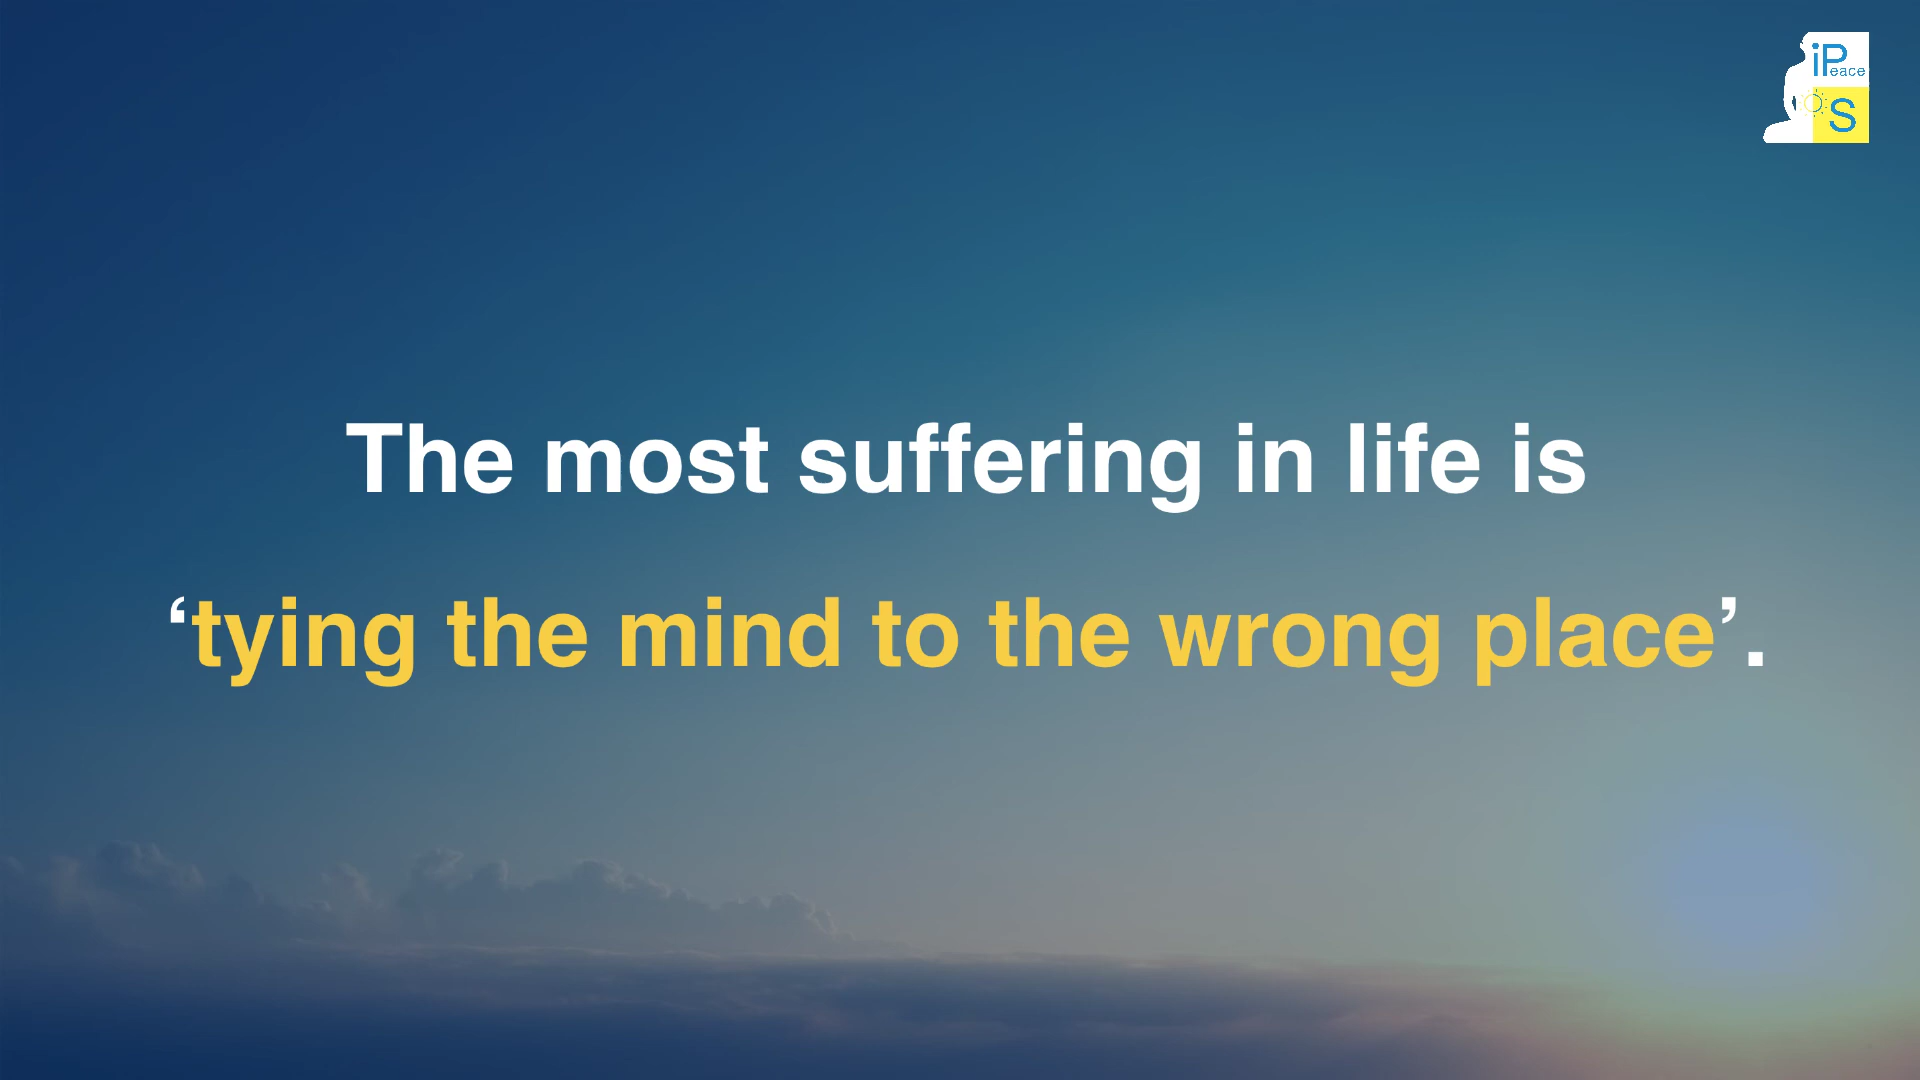 iPeace
S
The most suffering in life is
‘tying the mind to the wrong place’.